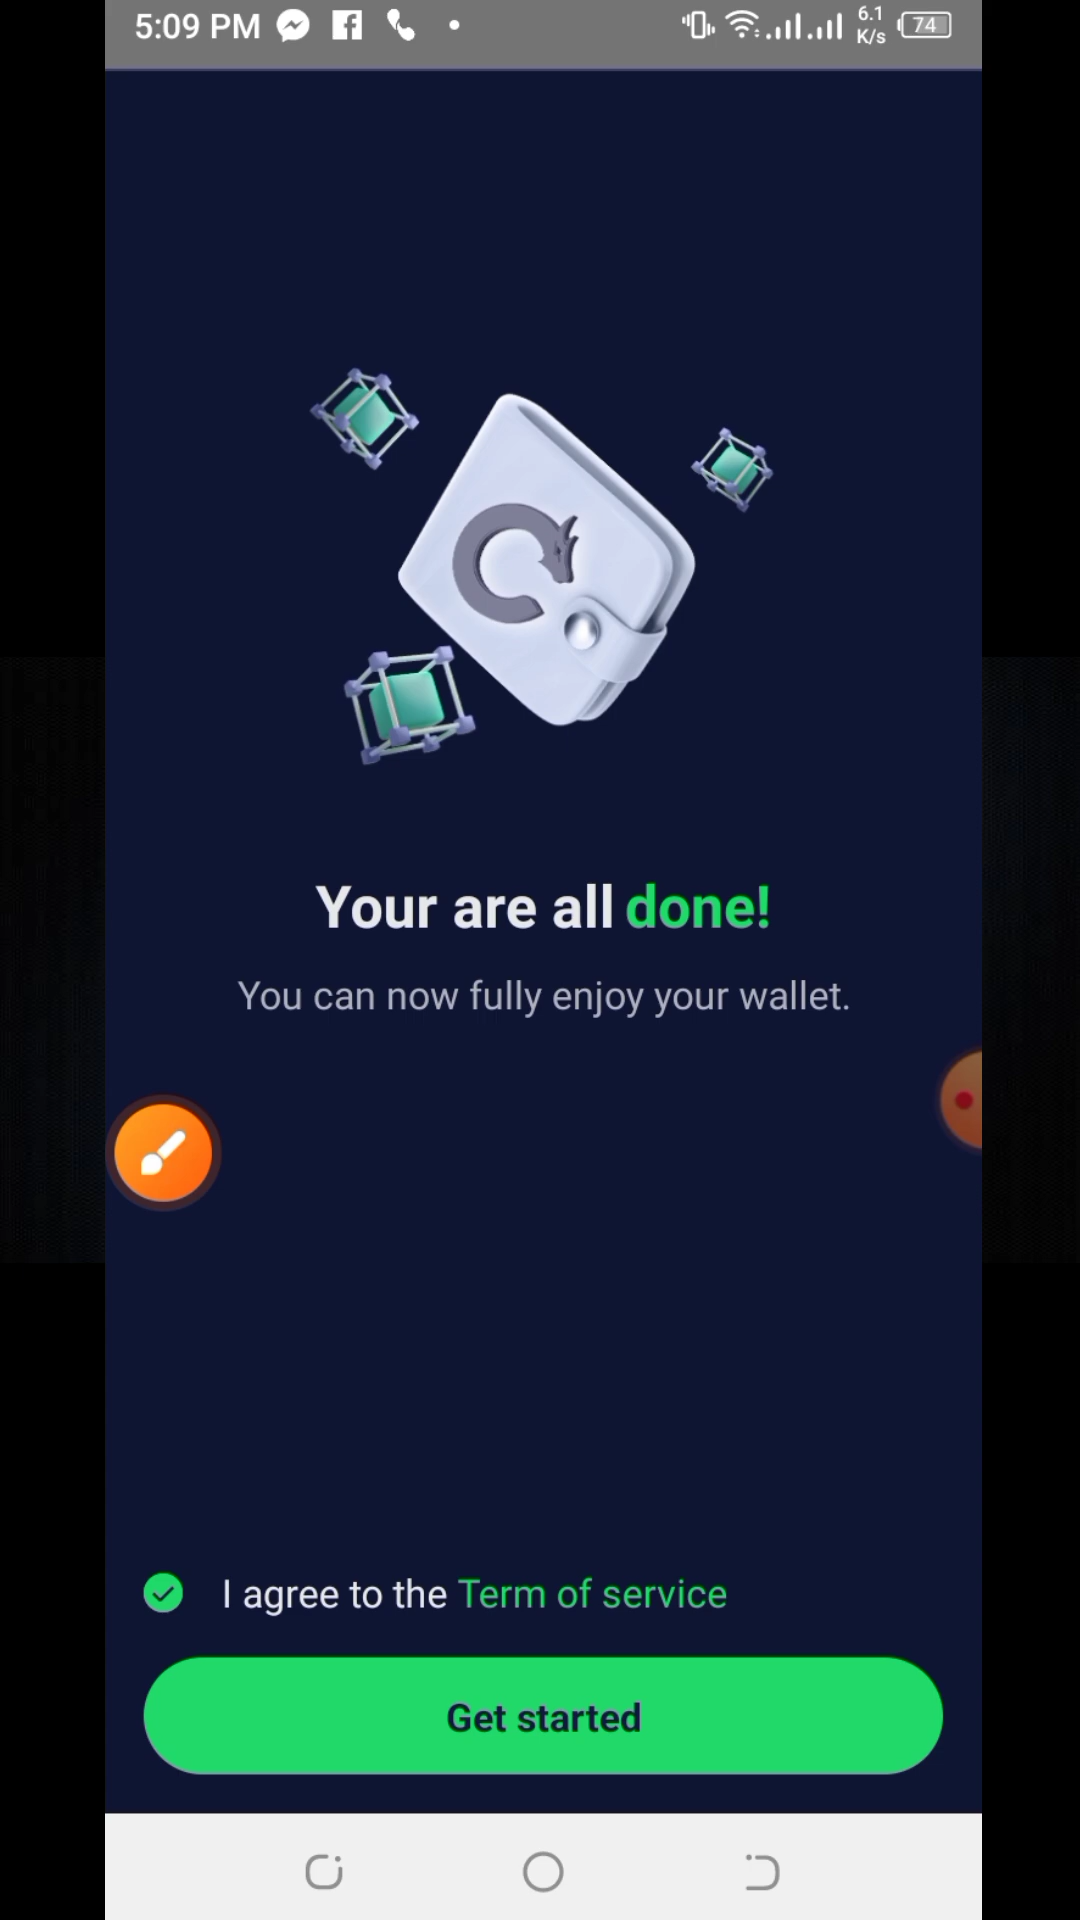 5:09 PM
6.1
K/s
74
Your are all done!
You can now fully enjoy your wallet.
I agree to the Term of service
Get started